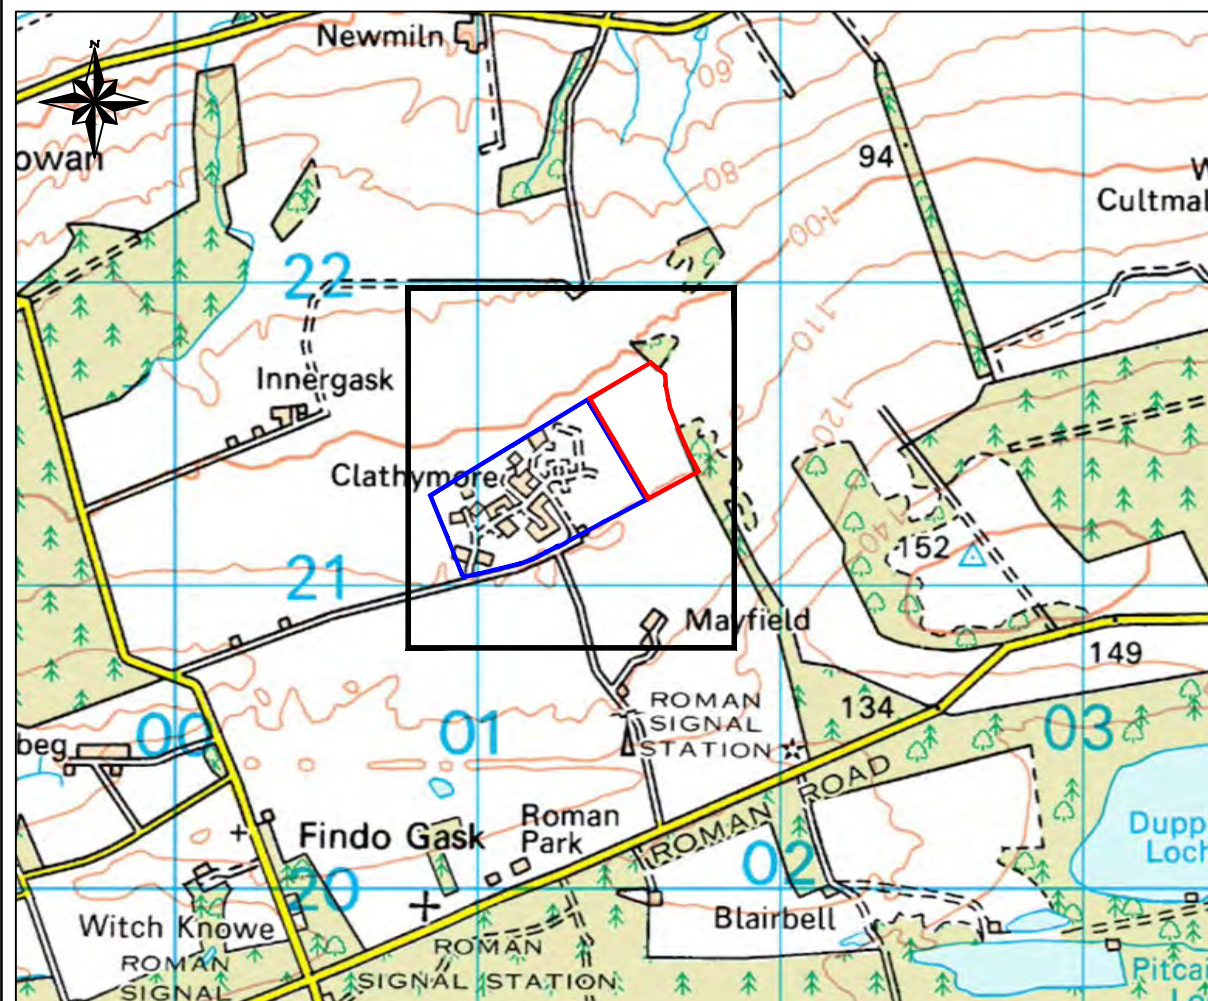 N
Newmiln
60
94
owan
80
Cultmal
100
22
110
Innergask
120
Clathymore
140
152
21
Mayfield
149
ROMAN
SIGNAL
STATION
134
00
01
03
beg
ROMAN ROAD
Roman
Park
Findo Gask
Dupp
Loch
02
20
Witch Knowe
Blairbell
ROMAN
SIGNAL STATION
ROMAN
SIGNAL
Pitcai